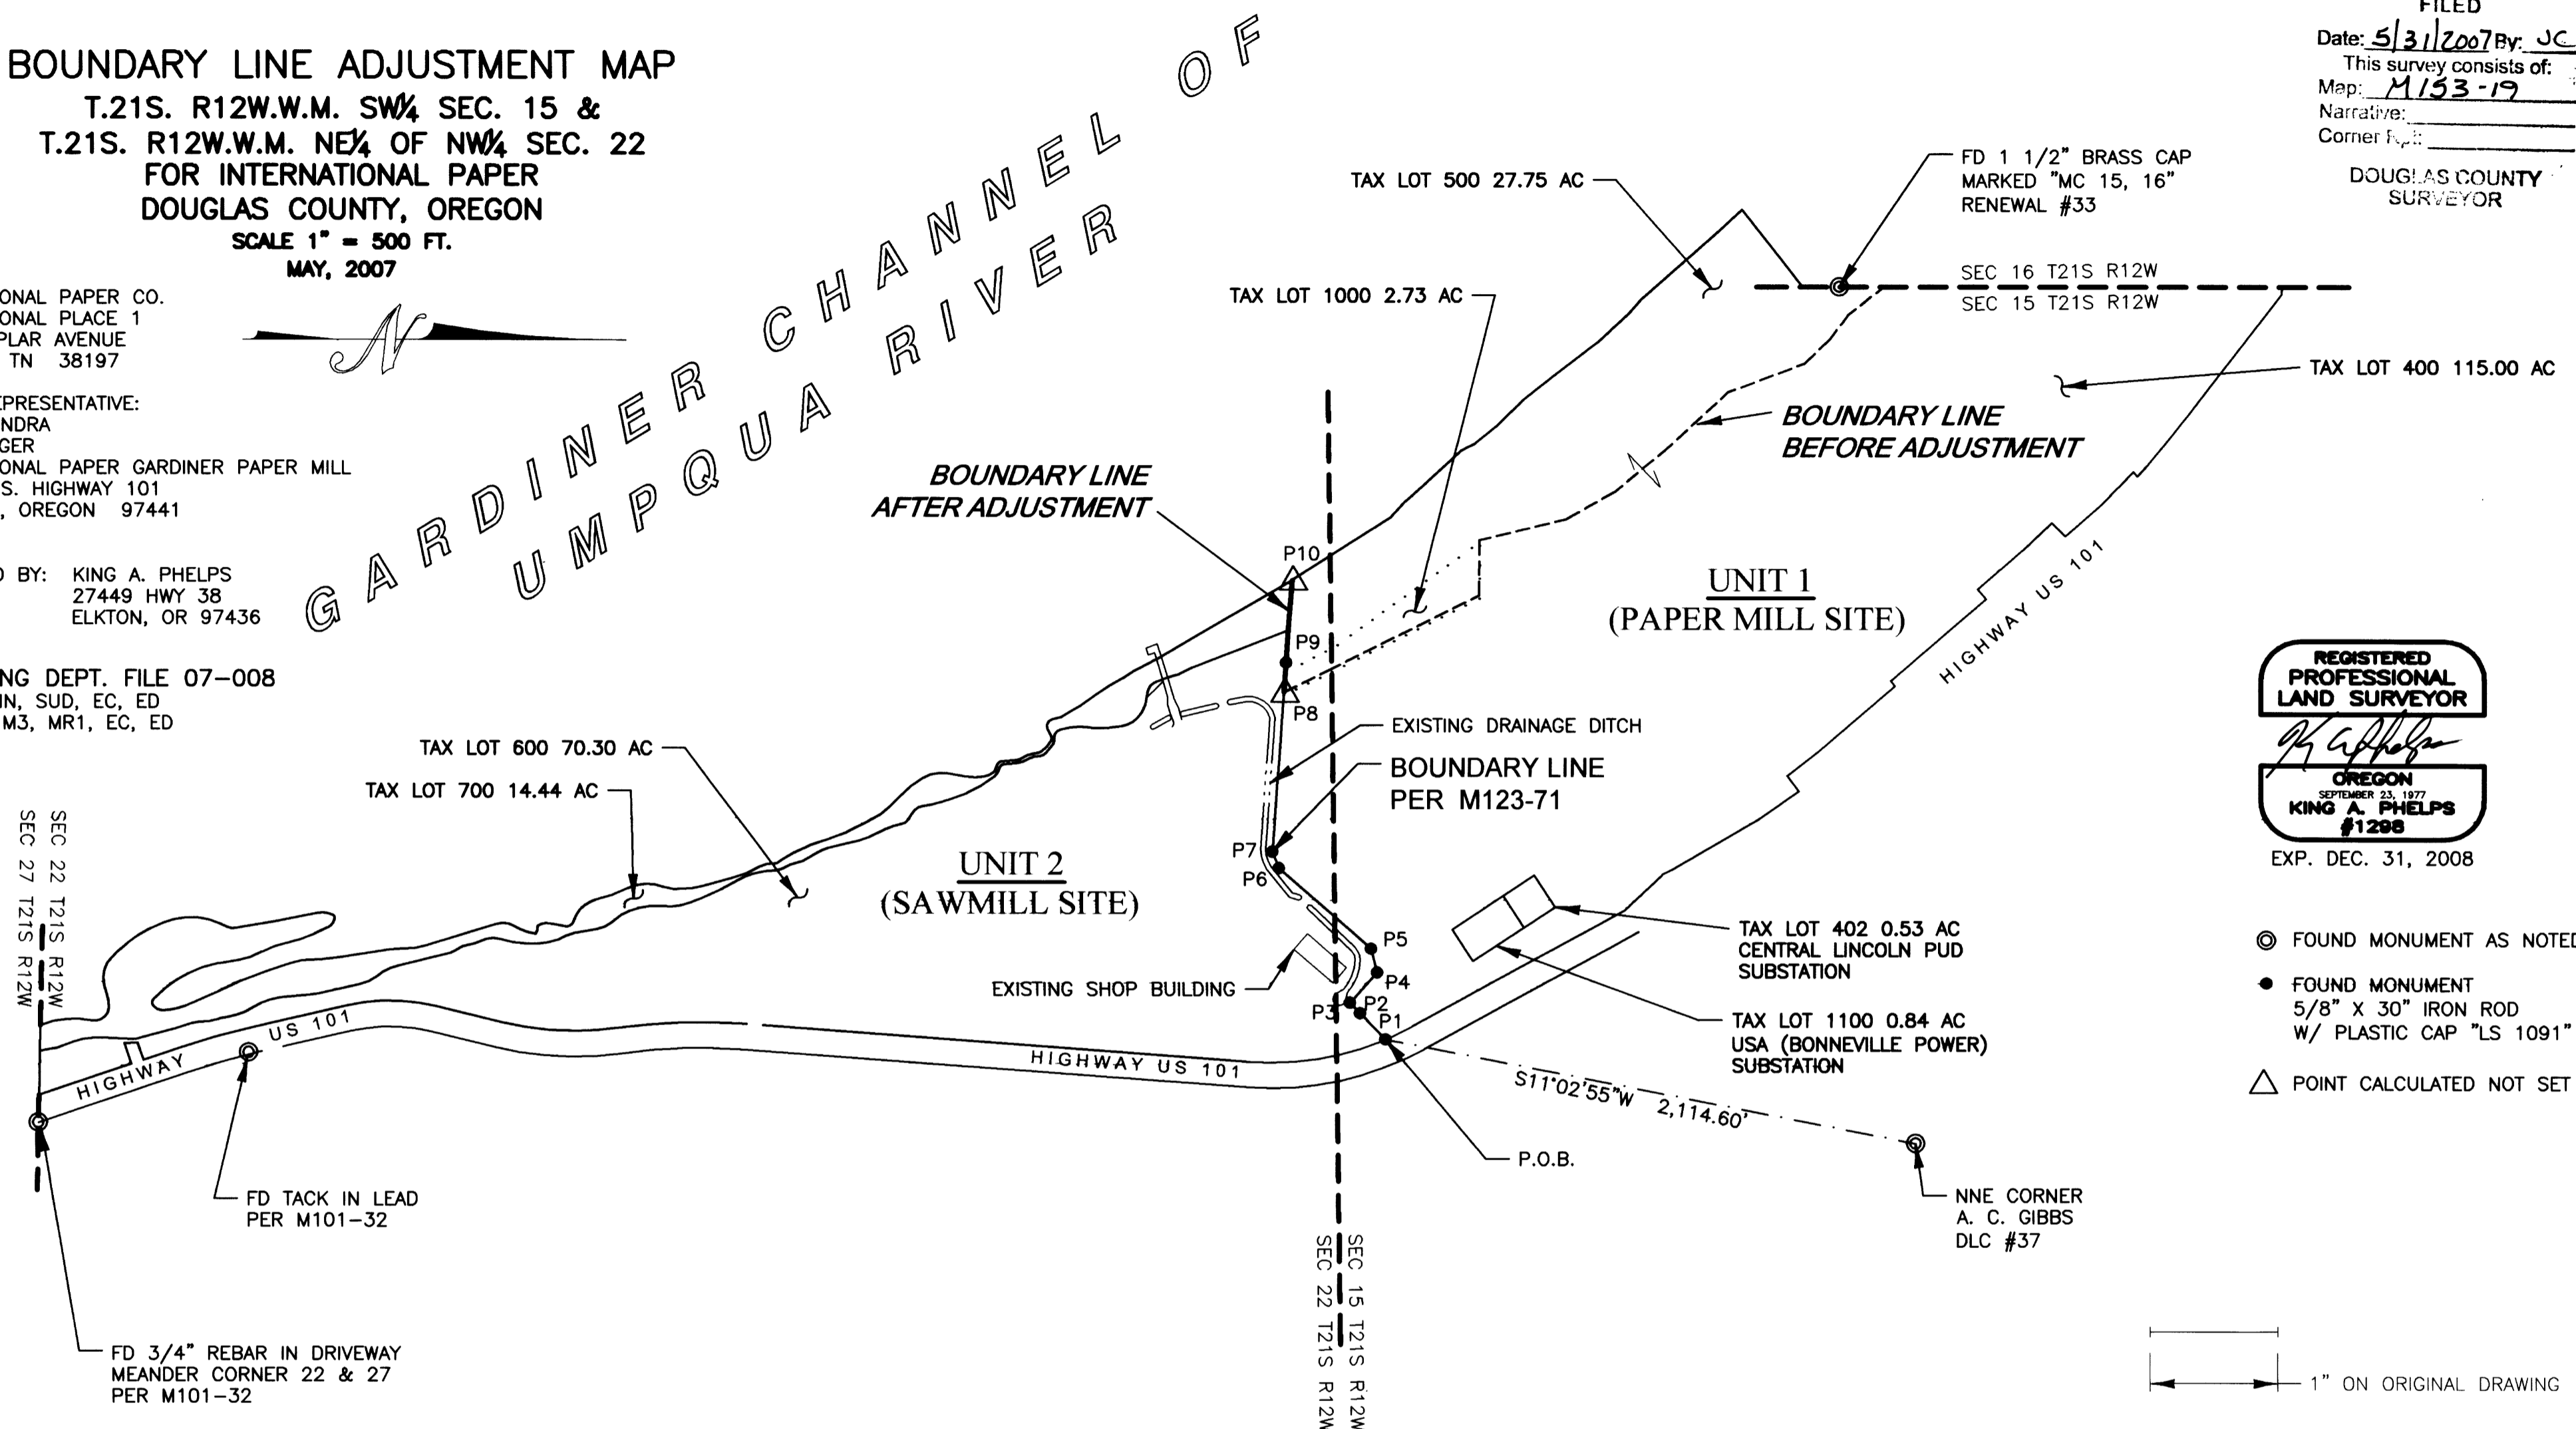 BOUNDARY LINE ADJUSTMENT MAP
T.21S. R12W.W.M. SW¼ SEC. 15 &
T.21S. R12W.W.M. NE¼ OF NW¼ SEC. 22
FOR INTERNATIONAL PAPER
DOUGLAS COUNTY, OREGON
SCALE 1" = 500 FT.
MAY, 2007
ONAL PAPER CO.
ONAL PLACE 1
PLAR AVENUE
TN 38197
N
EPRESENTATIVE:
NDRA
GER
ONAL PAPER GARDINER PAPER MILL
S. HIGHWAY 101
, OREGON 97441
D BY: KING A. PHELPS
27449 HWY 38
ELKTON, OR 97436
NG DEPT. FILE 07-008
IN, SUD, EC, ED
M3, MR1, EC, ED
GARDINER CHANNEL OF
UMPQUA RIVER
FILED
Date: 5/31/2007 By: JC
This survey consists of:
Map: M153-19
Narrative:
Corner
DOUGLAS COUNTY
SURVEYOR
TAX LOT 500 27.75 AC
FD 1 1/2" BRASS CAP
MARKED "MC 15, 16"
RENEWAL #33
SEC 16 T21S R12W
SEC 15 T21S R12W
TAX LOT 1000 2.73 AC
TAX LOT 400 115.00 AC
BOUNDARY LINE
BEFORE ADJUSTMENT
BOUNDARY LINE
AFTER ADJUSTMENT
P10
P9
P8
UNIT 1
(PAPER MILL SITE)
HIGHWAY US 101
EXISTING DRAINAGE DITCH
BOUNDARY LINE
PER M123-71
TAX LOT 600 70.30 AC
TAX LOT 700 14.44 AC
UNIT 2
(SAWMILL SITE)
P7
P6
P5
P4
P3
P2
P1
EXISTING SHOP BUILDING
TAX LOT 402 0.53 AC
CENTRAL LINCOLN PUD
SUBSTATION
TAX LOT 1100 0.84 AC
USA (BONNEVILLE POWER)
SUBSTATION
REGISTERED
PROFESSIONAL
LAND SURVEYOR
OREGON
SEPTEMBER 23, 1977
KING A. PHELPS
#1298
EXP. DEC. 31, 2008
FOUND MONUMENT AS NOTED
FOUND MONUMENT
5/8" X 30" IRON ROD
W/ PLASTIC CAP "LS 1091"
POINT CALCULATED NOT SET
SEC 22 T21S R12W
SEC 27 T21S R12W
HIGHWAY US 101
HIGHWAY US 101
S11°02'55"W 2,114.60'
P.O.B.
NNE CORNER
A. C. GIBBS
DLC #37
FD TACK IN LEAD
PER M101-32
FD 3/4" REBAR IN DRIVEWAY
MEANDER CORNER 22 & 27
PER M101-32
SEC 15 T21S R12W
SEC 22 T21S R12W
1" ON ORIGINAL DRAWING